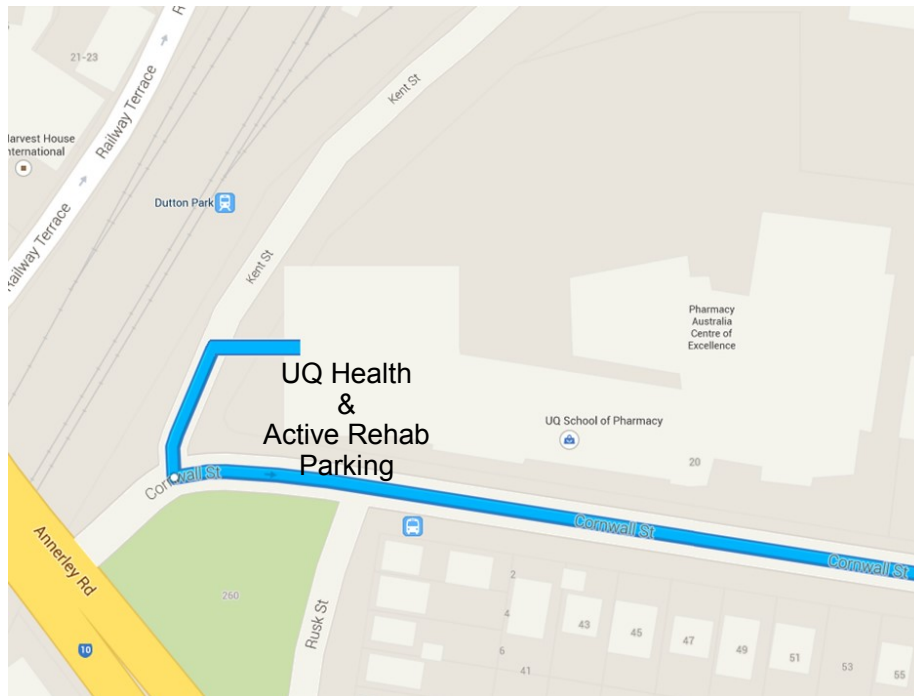 R
21-23
Railway Terrace
Kent St
Harvest House
International
Dutton Park
Railway Terrace
Kent St
Pharmacy
Australia
Centre of
Excellence
UQ Health
&
Active Rehab
Parking
UQ School of Pharmacy
20
Cornwall St
Cornwall St
Cornwall St
Annerley Rd
260
Rusk St
10
2
4
6
41
43
45
47
49
51
53
55